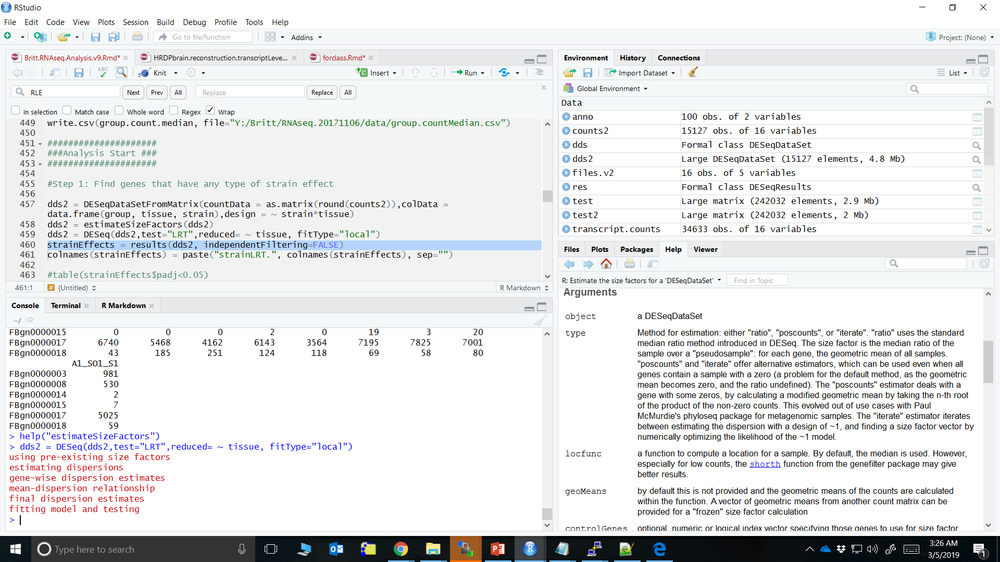 RStudio
File Edit Code View Plots Session Build Debug Profile Tools Help
Go to file/function Addins Project: (None)
Britt.RNAseq.Analysis.v9.Rmd* HRDPbrain.reconstruction.transcriptLeve... forclass.Rmd*
ABC Knit Insert Run
RLE Next Prev All Replace Replace All
In selection Match case Whole word Regex Wrap
449 write.csv(group.count.median, file="Y:/Britt/RNAseq.20171106/data/group.countMedian.csv")
450
451 #####################
452 ###Analysis Start ###
453 #####################
454
455 #Step 1: Find genes that have any type of strain effect
456
457 dds2 = DESeqDataSetFromMatrix(countData = as.matrix(round(counts2)),colData =
data.frame(group, tissue, strain),design = ~ strain*tissue)
458 dds2 = estimateSizeFactors(dds2)
459 dds2 = DESeq(dds2,test="LRT",reduced= ~ tissue, fitType="local")
460 strainEffects = results(dds2, independentFiltering=FALSE)
461 colnames(strainEffects) = paste("strainLRT.", colnames(strainEffects), sep="")
462
463 #table(strainEffects$padj<0.05)
461:1 # (Untitled) R Markdown
Console Terminal R Markdown
~/
FBgn0000015 0 0 0 2 0 19 3 20
FBgn0000017 6740 5468 4162 6143 3564 7195 7825 7001
FBgn0000018 43 185 251 124 118 69 58 80
A1_SO1_S1
FBgn0000003 981
FBgn0000008 530
FBgn0000014 2
FBgn0000015 7
FBgn0000017 5025
FBgn0000018 59
> help("estimateSizeFactors")
> dds2 = DESeq(dds2,test="LRT",reduced= ~ tissue, fitType="local")
using pre-existing size factors
estimating dispersions
gene-wise dispersion estimates
mean-dispersion relationship
final dispersion estimates
fitting model and testing
>
Environment History Connections
Import Dataset List
Global Environment
Data
anno 100 obs. of 2 variables
counts2 15127 obs. of 16 variables
dds Formal class DESeqDataSet
dds2 Large DESeqDataSet (15127 elements, 4.8 Mb)
files.v2 16 obs. of 5 variables
res Formal class DESeqResults
test Large matrix (242032 elements, 2.9 Mb)
test2 Large matrix (242032 elements, 2 Mb)
transcript.counts 34633 obs. of 16 variables
Files Plots Packages Help Viewer
R: Estimate the size factors for a 'DESeqDataSet' Find in Topic
Arguments
object a DESeqDataSet
type Method for estimation: either "ratio", "poscounts", or "iterate". "ratio" uses the standard
median ratio method introduced in DESeq. The size factor is the median ratio of the
sample over a "pseudosample": for each gene, the geometric mean of all samples.
"poscounts" and "iterate" offer alternative estimators, which can be used even when all
genes contain a sample with a zero (a problem for the default method, as the geometric
mean becomes zero, and the ratio undefined). The "poscounts" estimator deals with a
gene with some zeros, by calculating a modified geometric mean by taking the n-th root
of the product of the non-zero counts. This evolved out of use cases with Paul
McMurdie's phyloseq package for metagenomic samples. The "iterate" estimator iterates
between estimating the dispersion with a design of ~1, and finding a size factor vector by
numerically optimizing the likelihood of the ~1 model.
locfunc a function to compute a location for a sample. By default, the median is used. However,
especially for low counts, the shorth function from the genefilter package may give
better results.
geoMeans by default this is not provided and the geometric means of the counts are calculated
within the function. A vector of geometric means from another count matrix can be
provided for a "frozen" size factor calculation
controlGenes optional, numeric or logical index vector specifying those genes to use for size factor
Type here to search
3:26 AM
3/5/2019
1